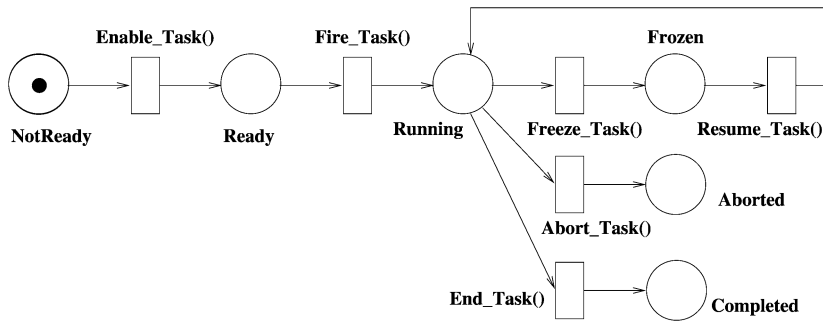 Enable_Task()
Fire_Task()
Frozen
NotReady
Ready
Running
Freeze_Task()
Resume_Task()
Aborted
Abort_Task()
End_Task()
Completed